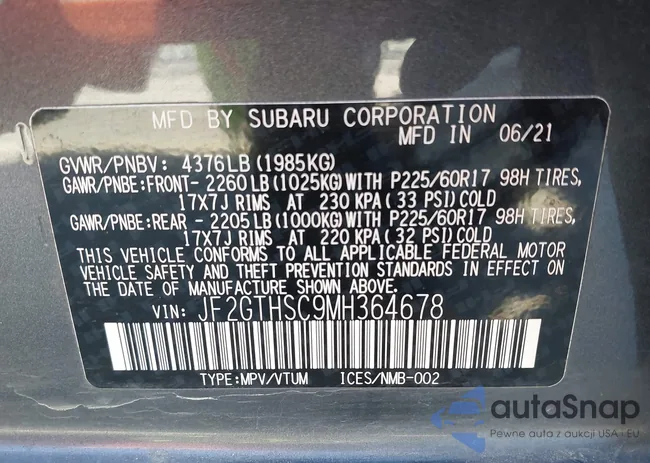 MFD BY SUBARU CORPORATION
MFD IN 06/21
GVWR/PNBV: 4376LB(1985KG)
GAWR/PNBE:FRONT- 2260LB(1025KG)WITH P225/60R17 98H TIRES,
17X7J RIMS AT 230 KPA(33 PSI)COLD
GAWR/PNBE:REAR - 2205LB(1000KG)WITH P225/60R17 98H TIRES,
17X7J RIMS AT 220 KPA(32 PSI)COLD
THIS VEHICLE CONFORMS TO ALL APPLICABLE FEDERAL MOTOR
VEHICLE SAFETY AND THEFT PREVENTION STANDARDS IN EFFECT ON
THE DATE OF MANUFACTURE SHOWN ABOVE.
VIN: JF2GTHSC9MH364678
TYPE:MPV/VTUM ICES/NMB-002
autaSnap
Pewne auta z aukcji USA i EU